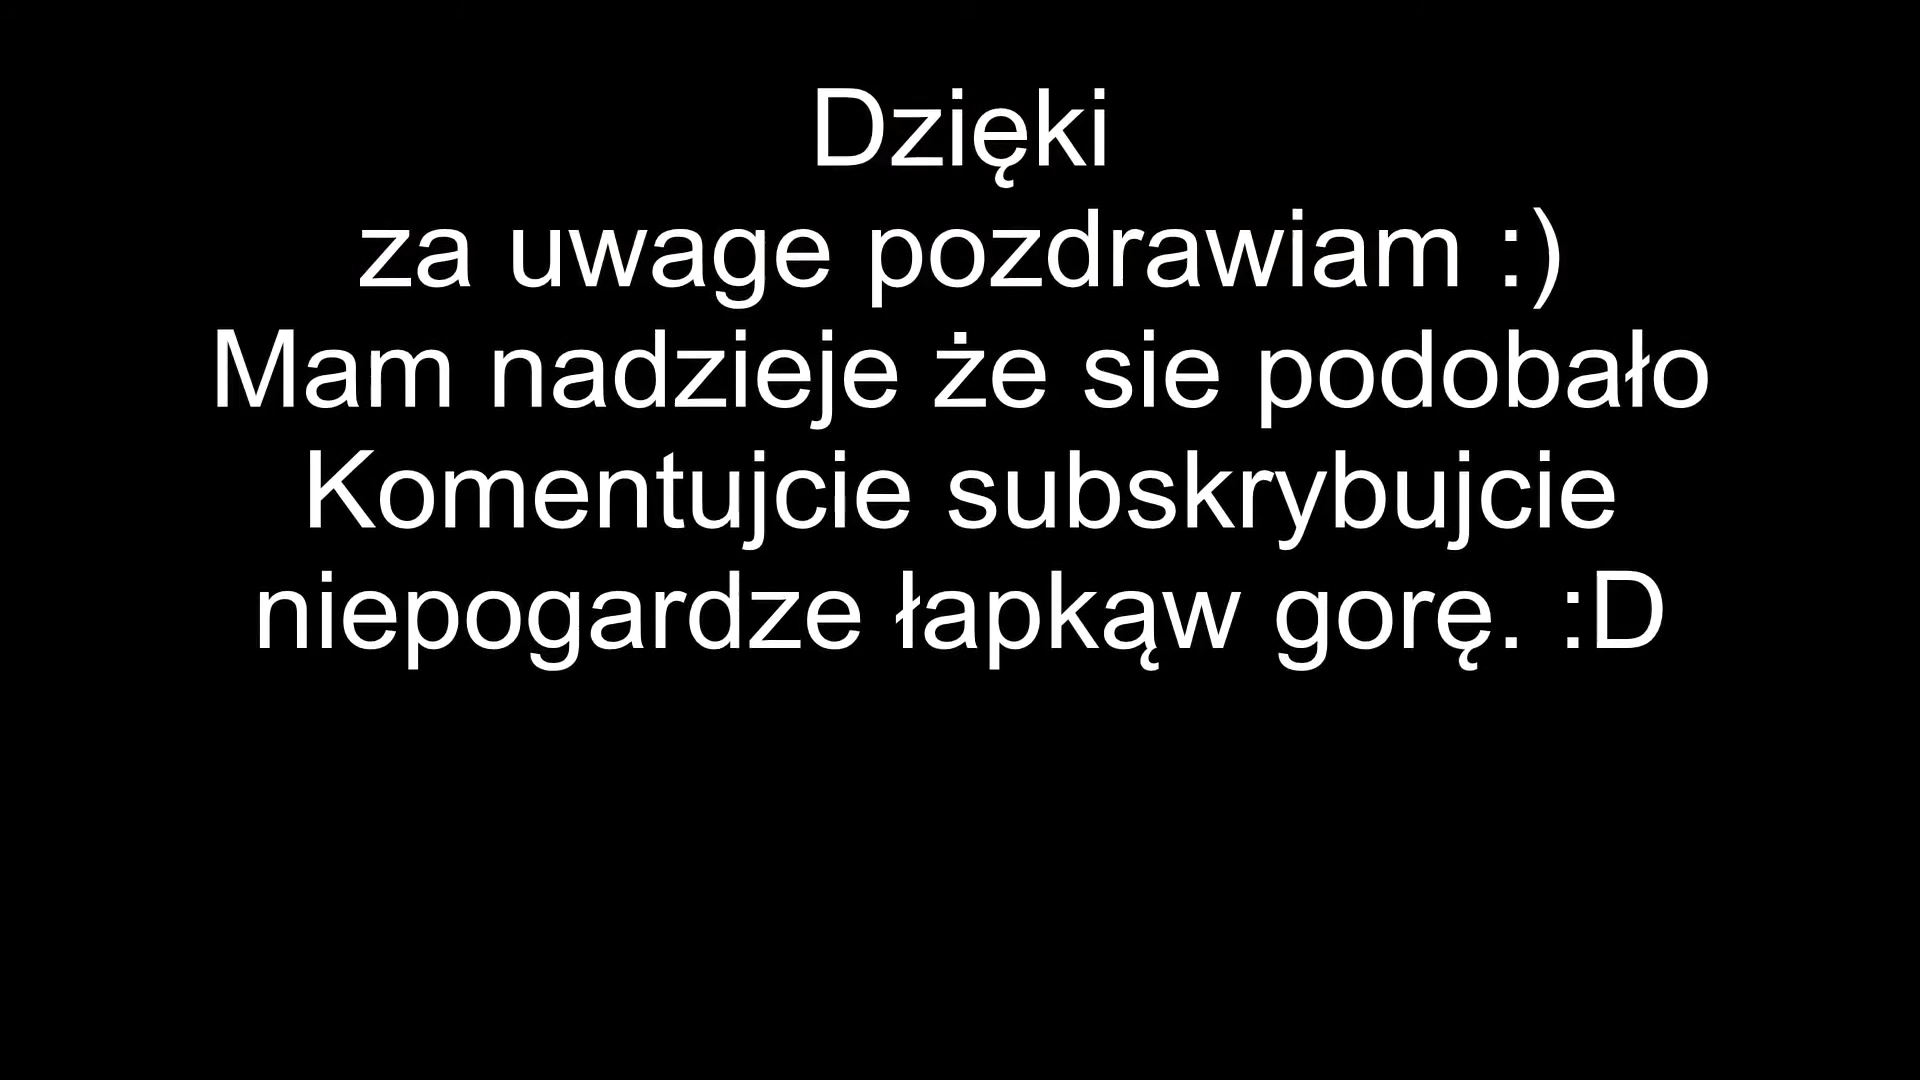 Dzięki
za uwage pozdrawiam :)
Mam nadzieje że sie podobało
Komentujcie subskrybujcie
niepogardze łapkąw gorę. :D